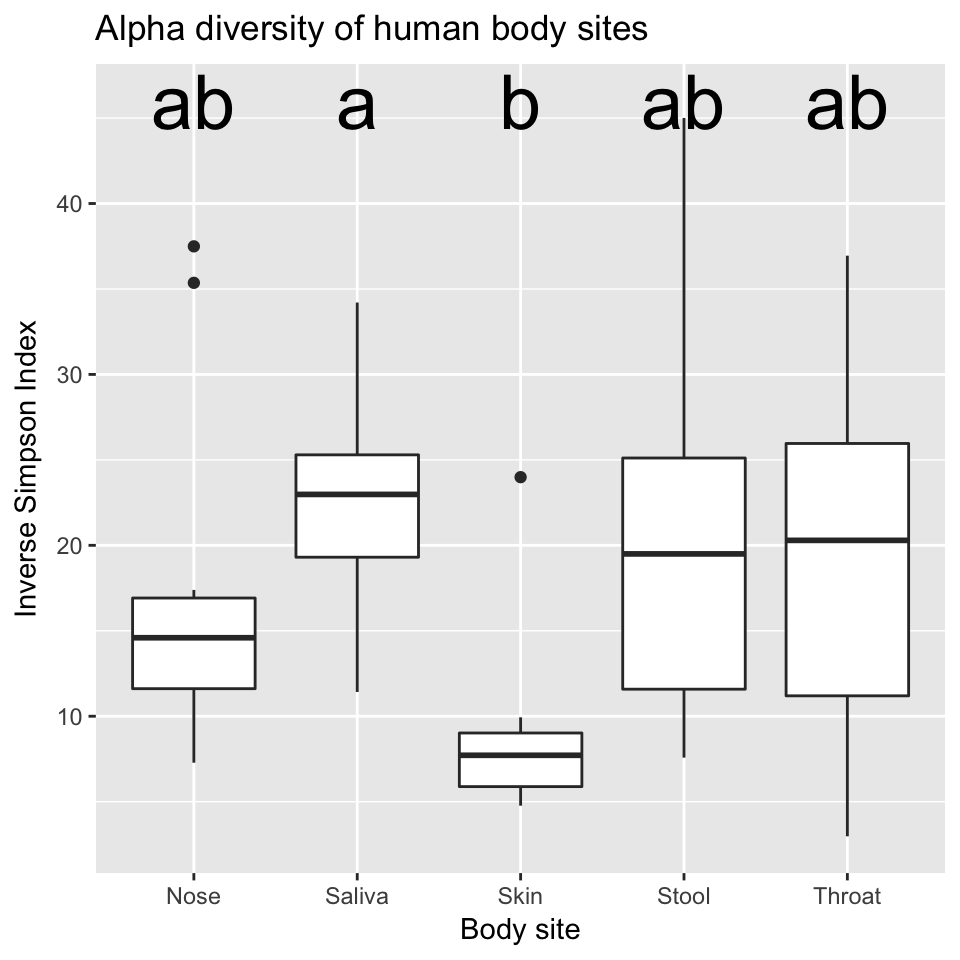 Alpha diversity of human body sites
ab a b ab ab
40
30
20
10
Inverse Simpson Index
Nose Saliva Skin Stool Throat
Body site